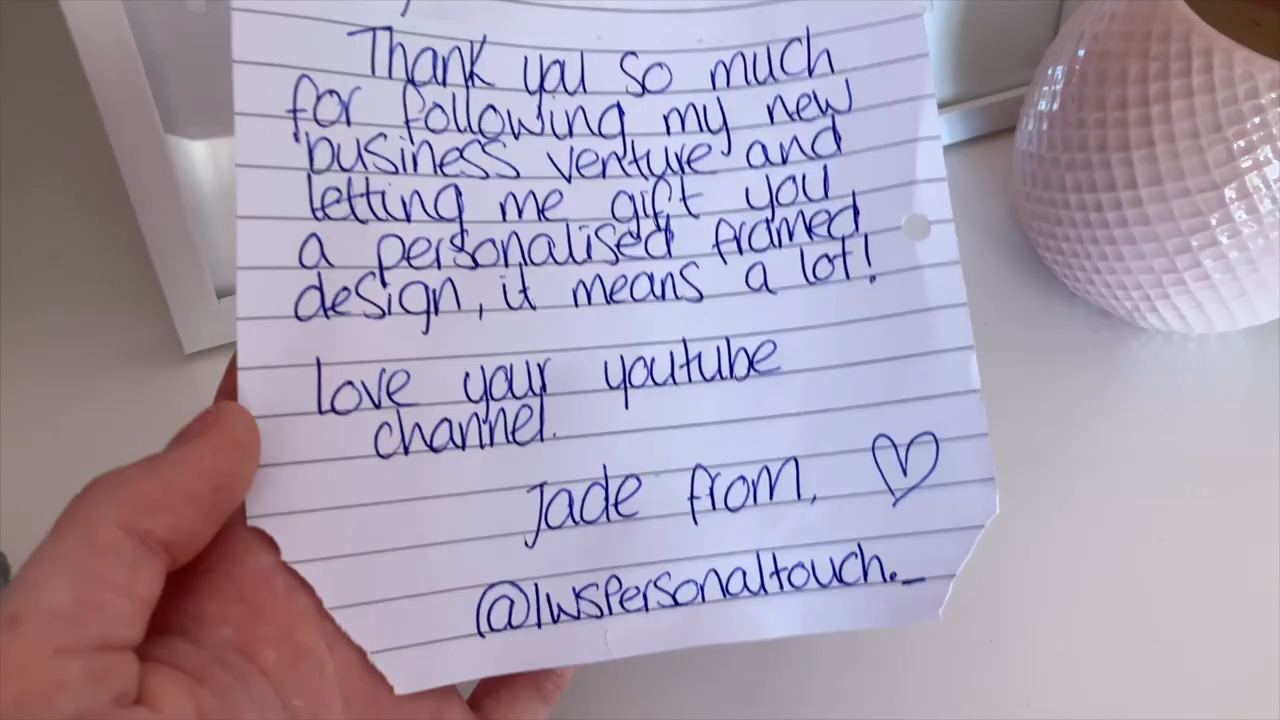 Thank you so much
for following my new
business venture and
letting me gift you
a personalised framed
design, it means a lot!
Love your youtube
channel.
Jade from,
@lwspersonaltouch._